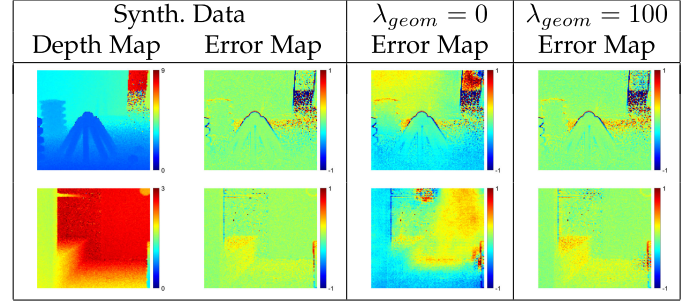 Synth. Data λ_geom = 0 λ_geom = 100
Depth Map Error Map Error Map Error Map
9 1 1 1
0 -1 -1 -1
3 1 1 1
0 -1 -1 -1